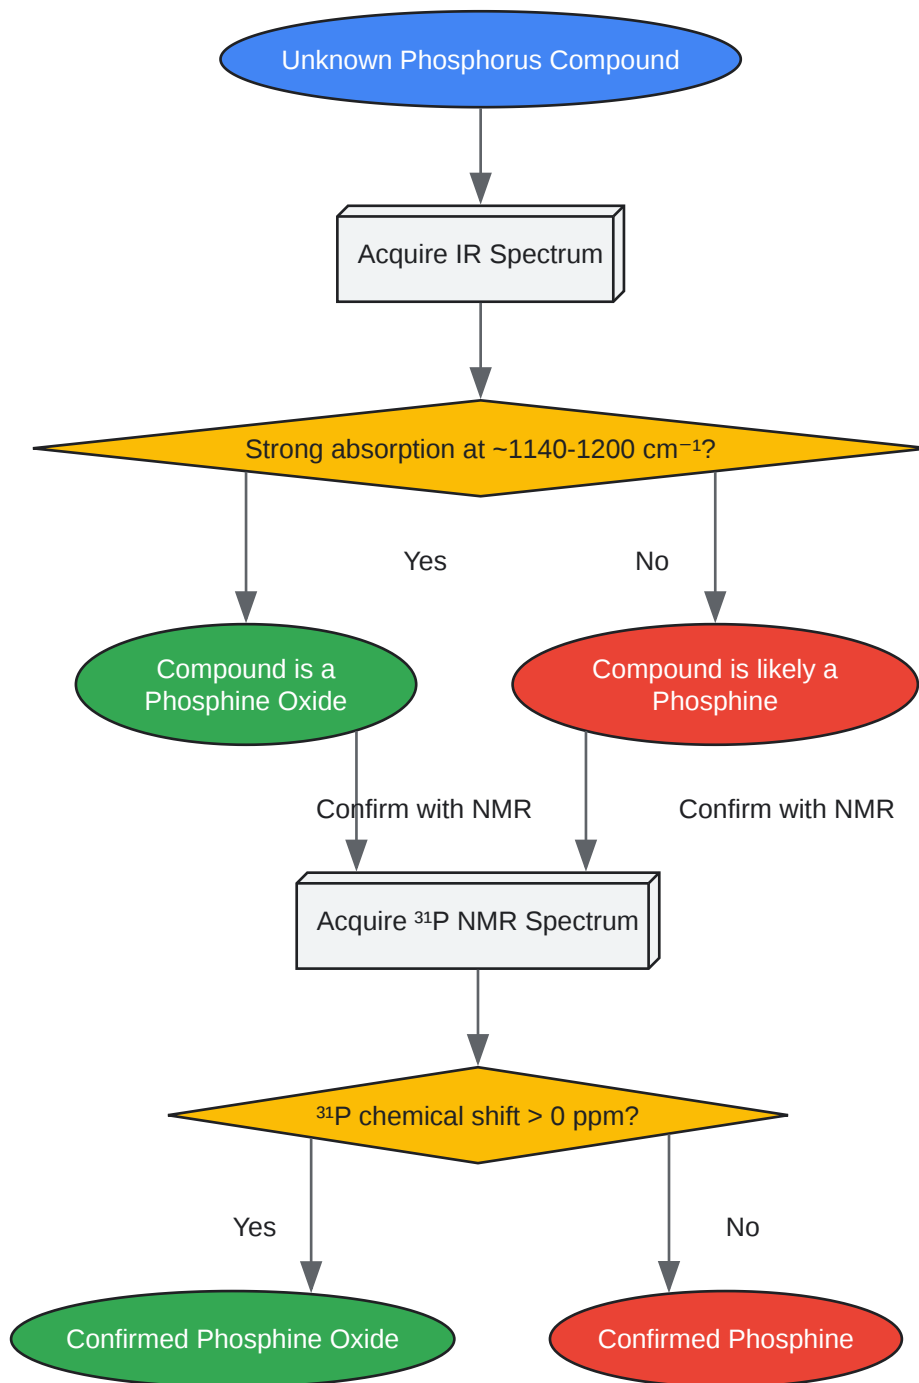 Unknown Phosphorus Compound
Acquire IR Spectrum
Strong absorption at ~1140-1200 cm⁻¹?
Yes
No
Compound is a
Phosphine Oxide
Compound is likely a
Phosphine
Confirm with NMR
Confirm with NMR
Acquire ³¹P NMR Spectrum
³¹P chemical shift > 0 ppm?
Yes
No
Confirmed Phosphine Oxide
Confirmed Phosphine